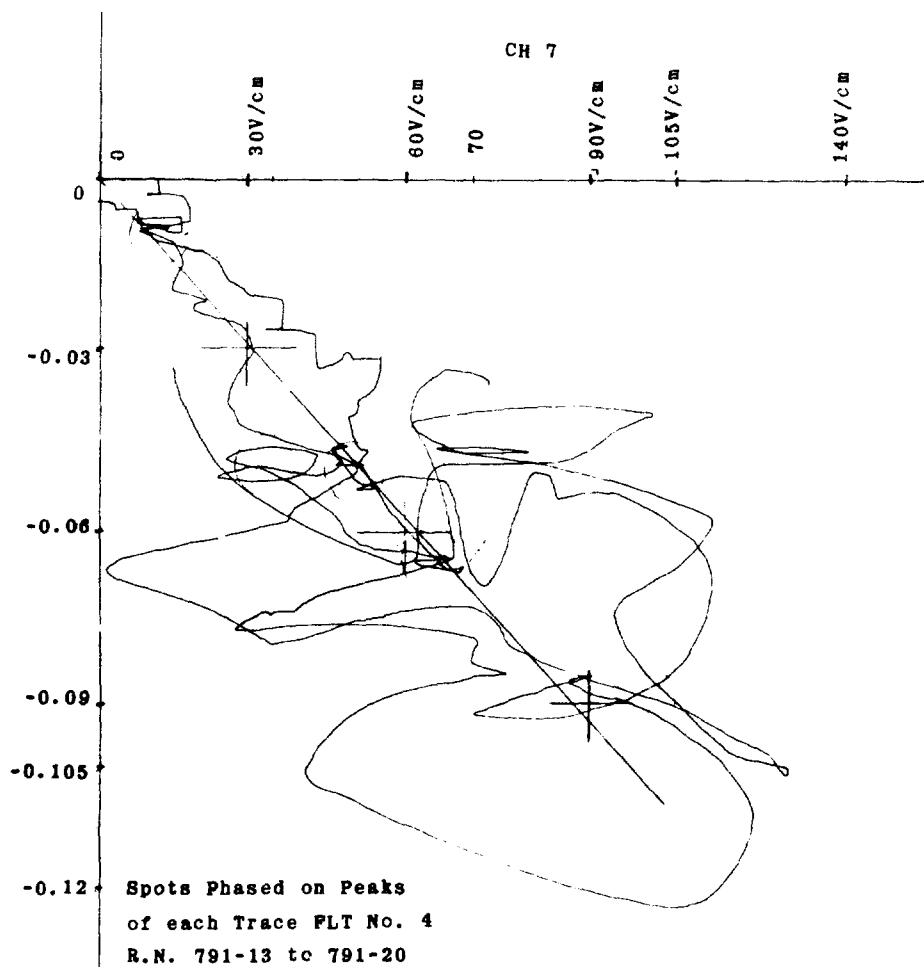 CH 7
0
30V/cm
60V/cm
70
90V/cm
105V/cm
140V/cm
0
-0.03
-0.06
-0.09
-0.105
-0.12
Spots Phased on Peaks
of each Trace FLT No. 4
R.N. 791-13 to 791-20